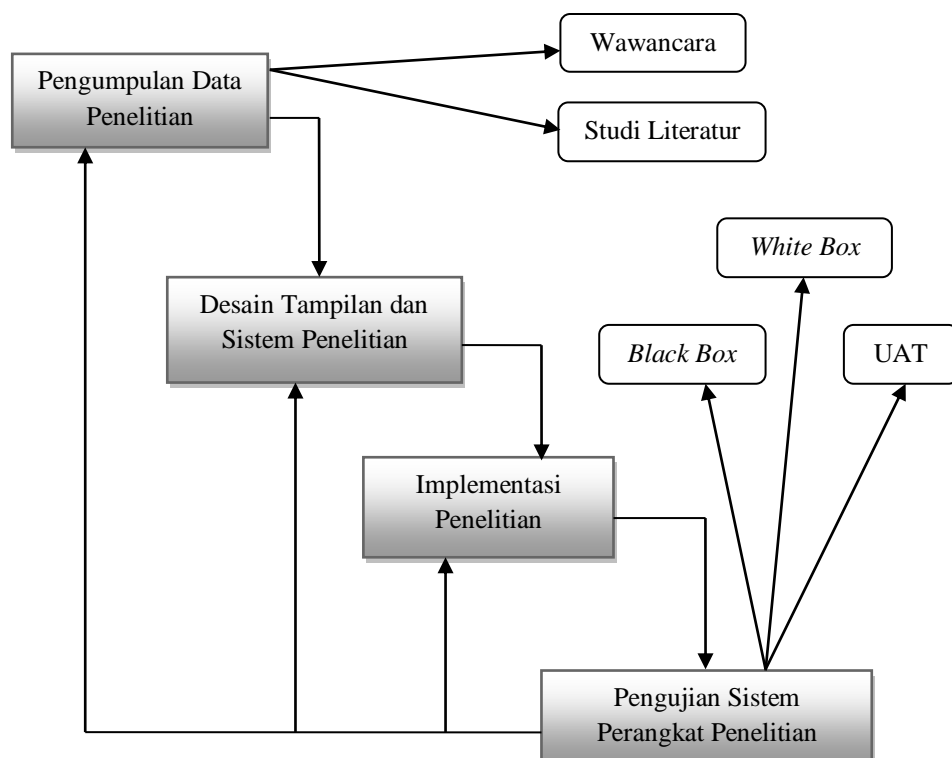 Wawancara
Pengumpulan Data
Penelitian
Studi Literatur
White Box
Desain Tampilan dan
Sistem Penelitian
Black Box
UAT
Implementasi
Penelitian
Pengujian Sistem
Perangkat Penelitian